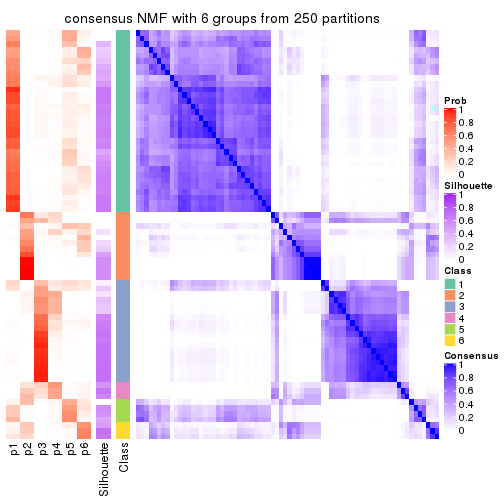 consensus NMF with 6 groups from 250 partitions
Prob
1
0.8
0.6
0.4
0.2
0
Silhouette
1
0.8
0.6
0.4
0.2
0
Class
1
2
3
4
5
6
Consensus
1
0.8
0.6
0.4
0.2
0
p1
p2
p3
p4
p5
p6
Silhouette
Class